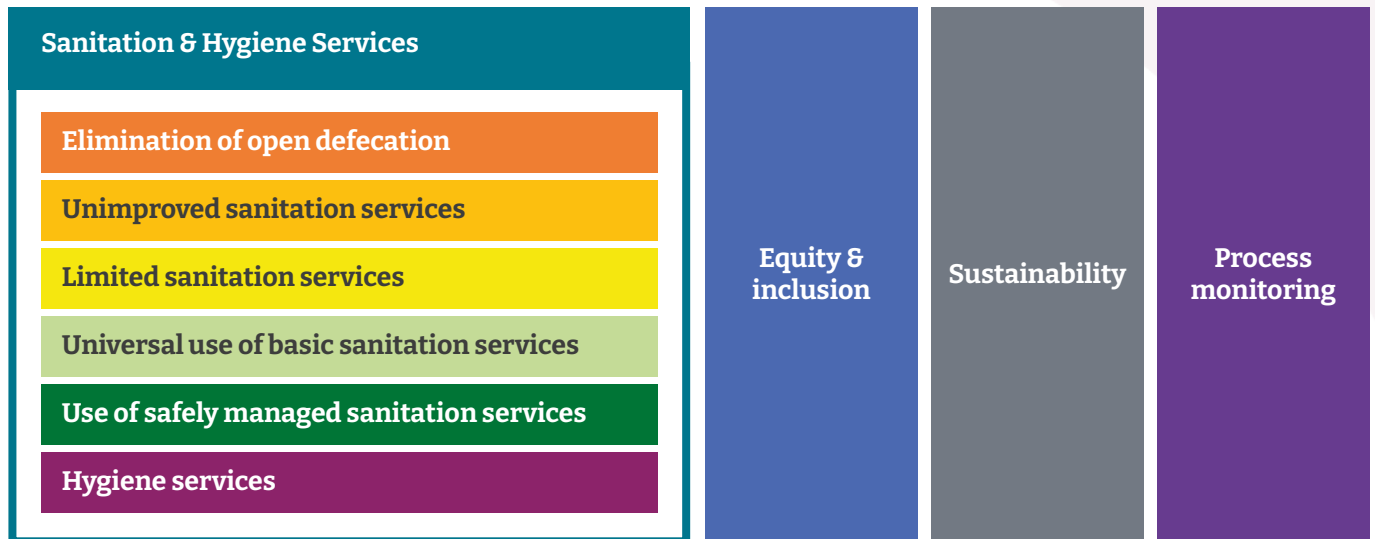 Sanitation & Hygiene Services
Elimination of open defecation
Unimproved sanitation services
Limited sanitation services
Universal use of basic sanitation services
Use of safely managed sanitation services
Hygiene services
Equity &
inclusion
Sustainability
Process
monitoring